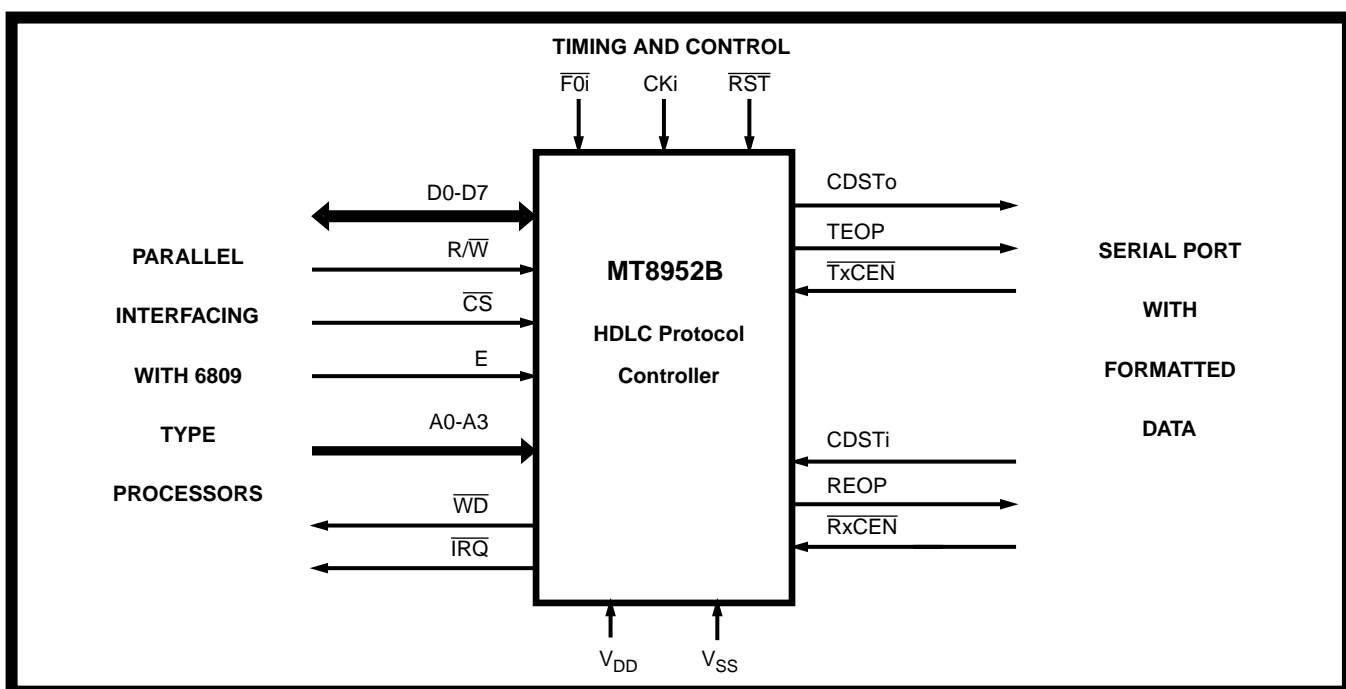 TIMING AND CONTROL
F0i CKi RST
D0-D7
R/W
CS
E
A0-A3
WD
IRQ
PARALLEL
INTERFACING
WITH 6809
TYPE
PROCESSORS
MT8952B
HDLC Protocol
Controller
CDSTo
TEOP
TxCEN
CDSTi
REOP
RxCEN
SERIAL PORT
WITH
FORMATTED
DATA
VDD VSS